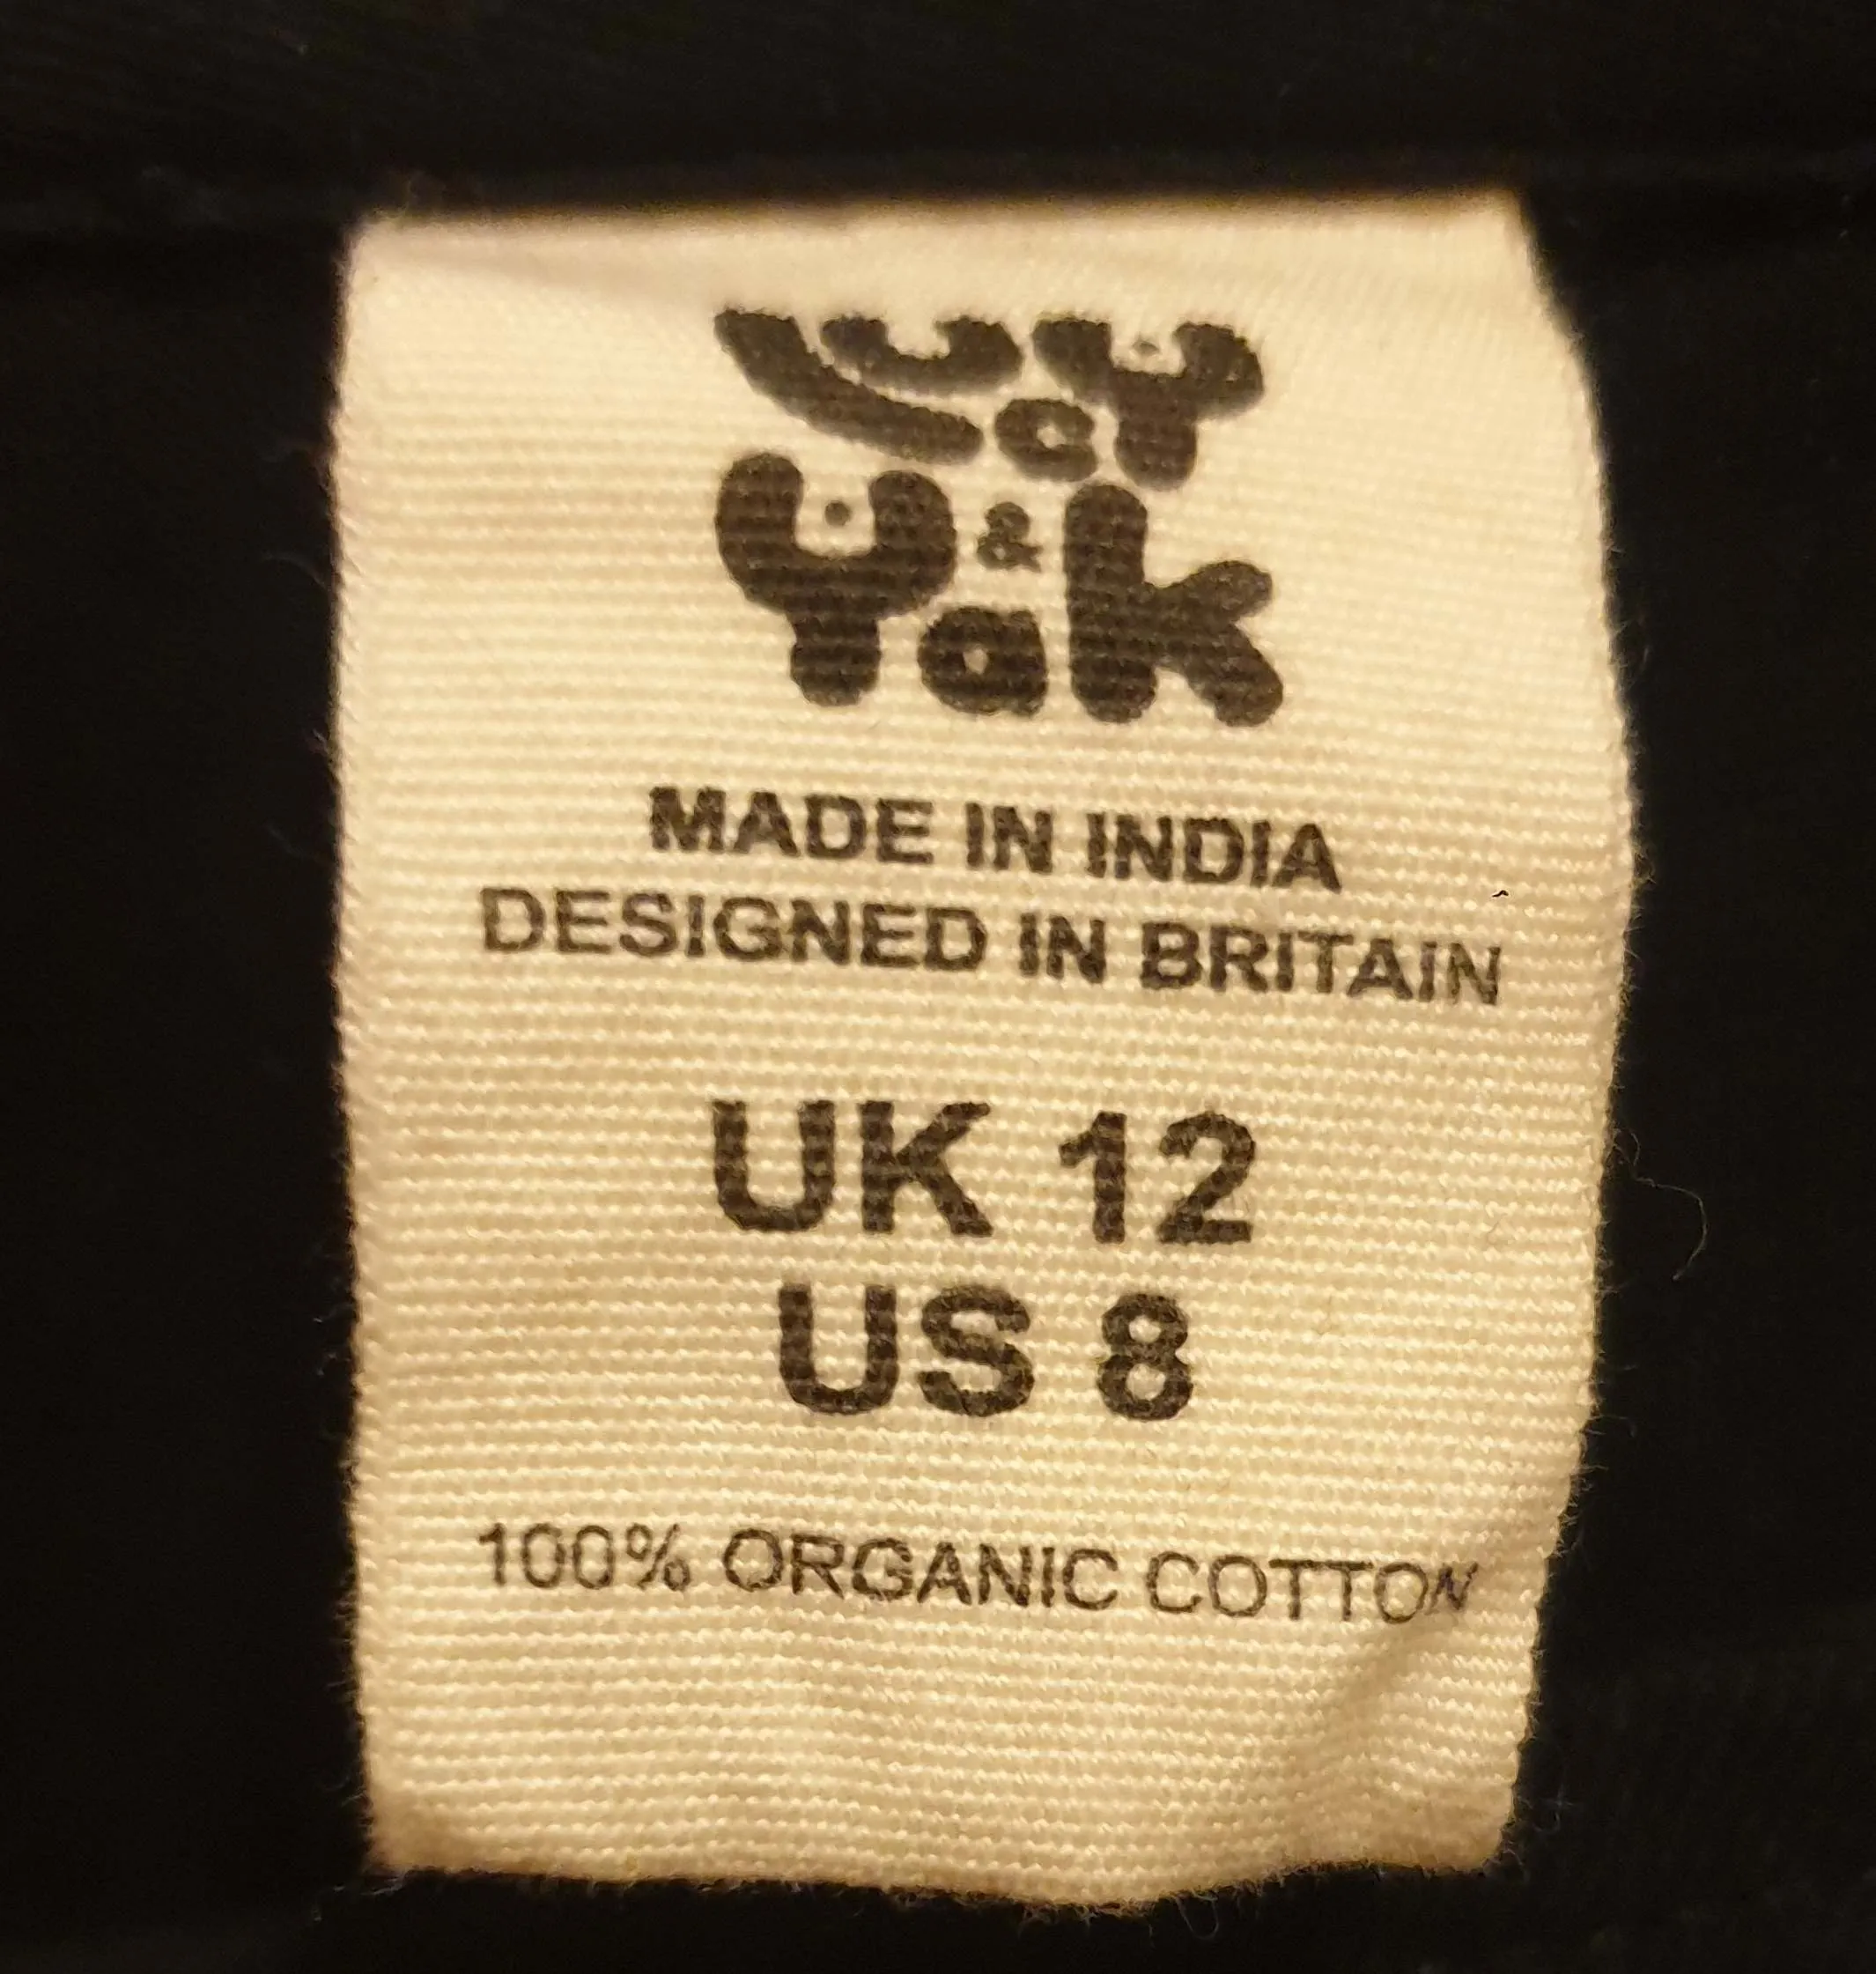 Lucy
& Yak
MADE IN INDIA
DESIGNED IN BRITAIN
UK 12
US 8
100% ORGANIC COTTON